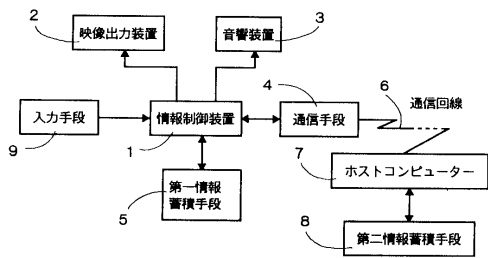 2
映像出力装置
音響装置
3
4
通信回線
6
入力手段
情報制御装置
通信手段
9
1
7
ホストコンピューター
第一情報
蓄積手段
5
8
第二情報蓄積手段